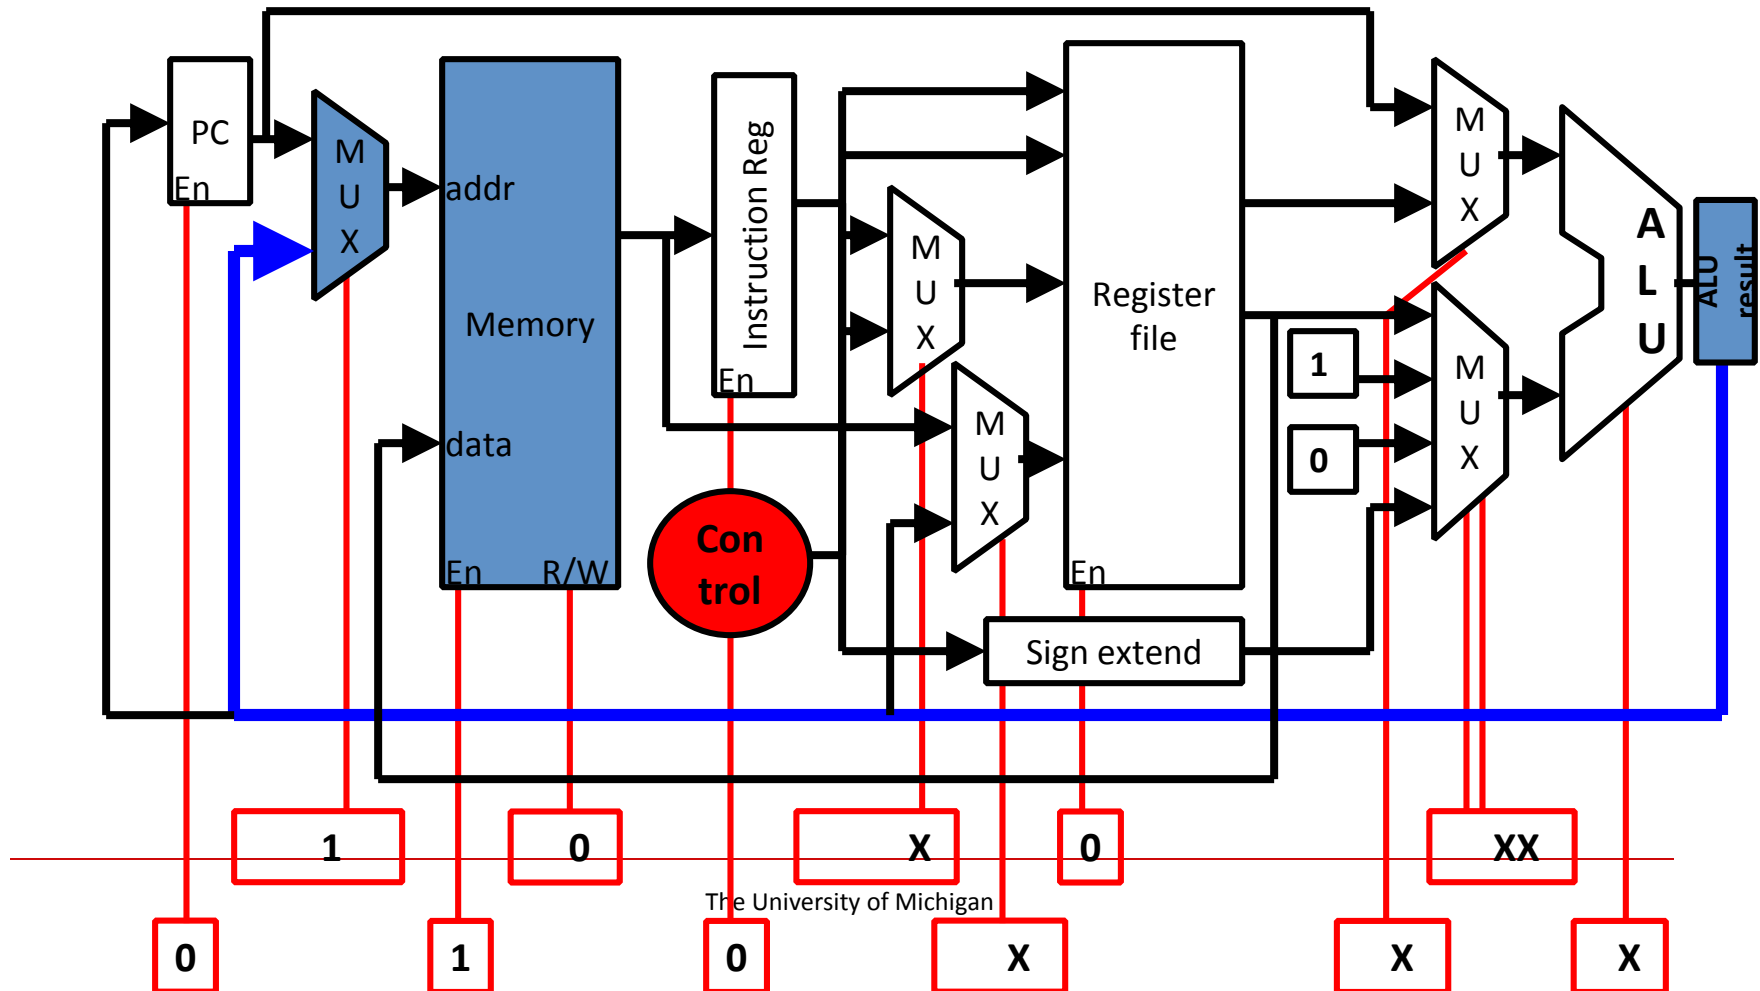 PC
En
M
U
X
addr
Memory
data
En R/W
Instruction Reg
En
Con
trol
M
U
X
M
U
X
Register
file
En
Sign extend
M
U
X
1
0
M
U
X
A
L
U
ALU
result
1
0
X
0
XX
The University of Michigan
0
1
0
X
X
X